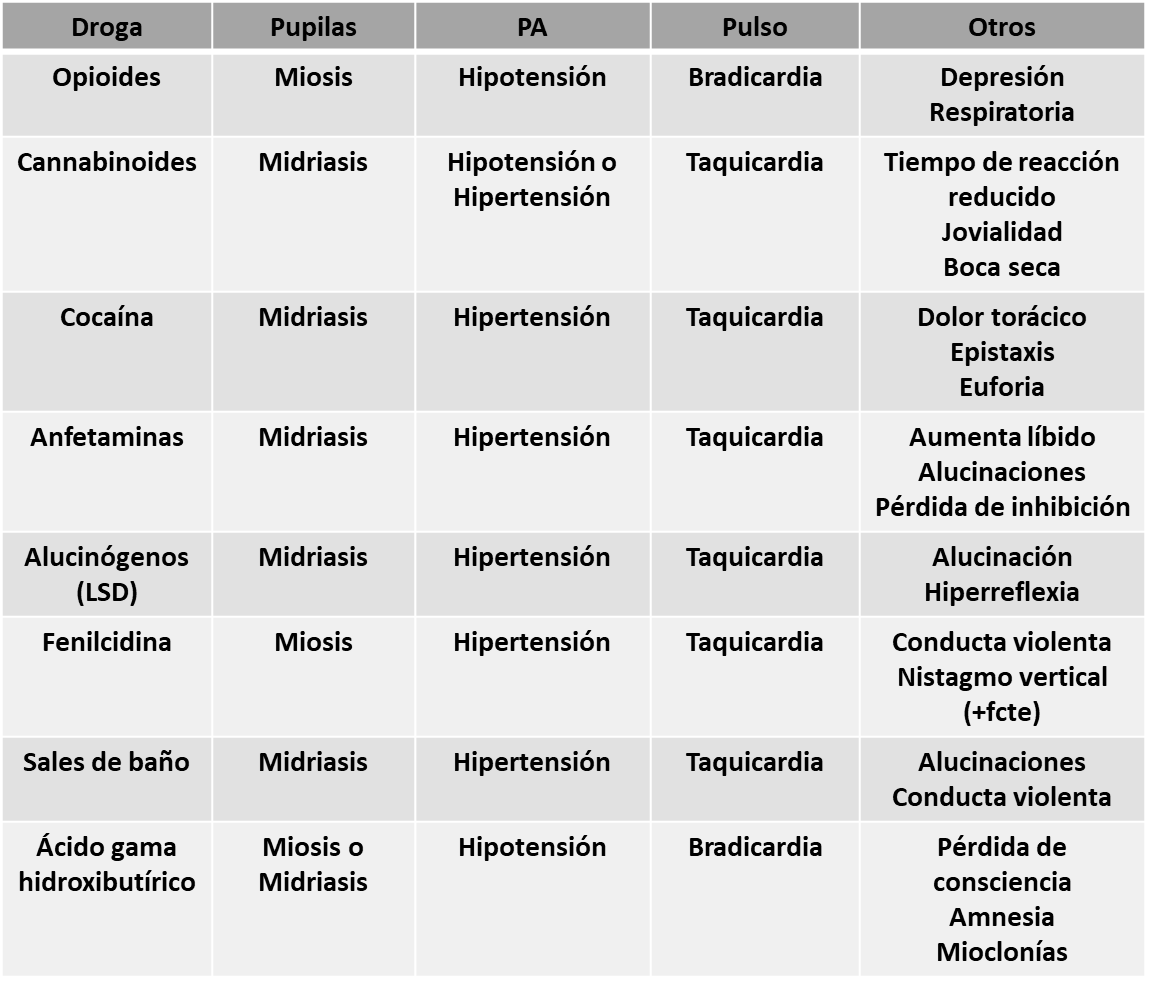 Droga Pupilas PA Pulso Otros
Opioides Miosis Hipotensión Bradicardia Depresión
Respiratoria
Cannabinoides Midriasis Hipotensión o Taquicardia Tiempo de reacción
Hipertensión reducido
Jovialidad
Boca seca
Cocaína Midriasis Hipertensión Taquicardia Dolor torácico
Epistaxis
Euforia
Anfetaminas Midriasis Hipertensión Taquicardia Aumenta líbido
Alucinaciones
Pérdida de inhibición
Alucinógenos Midriasis Hipertensión Taquicardia Alucinación
(LSD) Hiperreflexia
Fenilcidina Miosis Hipertensión Taquicardia Conducta violenta
Nistagmo vertical
(+fcte)
Sales de baño Midriasis Hipertensión Taquicardia Alucinaciones
Conducta violenta
Ácido gama Miosis o Hipotensión Bradicardia Pérdida de
hidroxibutírico Midriasis consciencia
Amnesia
Mioclonías